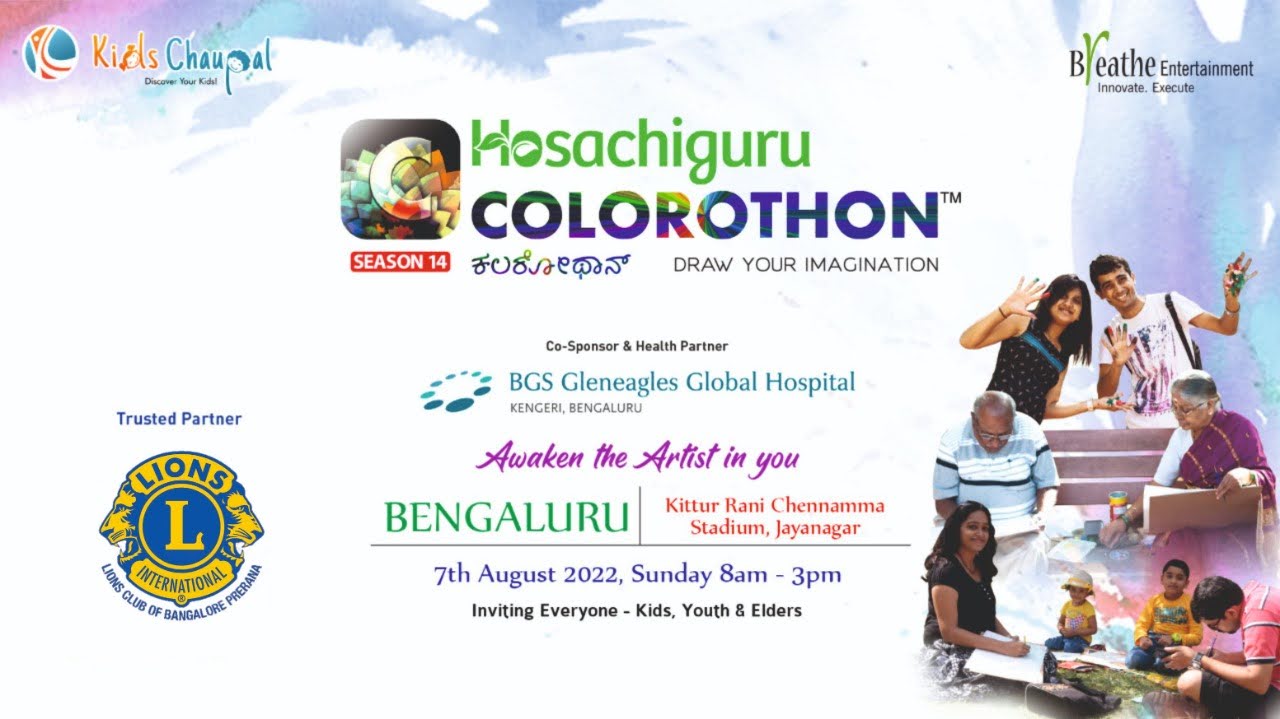 Kids Chaupal
Discover Your Kids!
Breathe Entertainment
Innovate. Execute
Hosachiguru
C
COLOROTHON™
SEASON 14
ಕಲರೋಥಾನ್
DRAW YOUR IMAGINATION
Co-Sponsor & Health Partner
BGS Gleneagles Global Hospital
KENGERI, BENGALURU
Trusted Partner
LIONS
L
INTERNATIONAL®
LIONS CLUB OF BANGALORE PRERANA
Awaken the Artist in you
BENGALURU
Kittur Rani Chennamma
Stadium, Jayanagar
7th August 2022, Sunday 8am - 3pm
Inviting Everyone - Kids, Youth & Elders